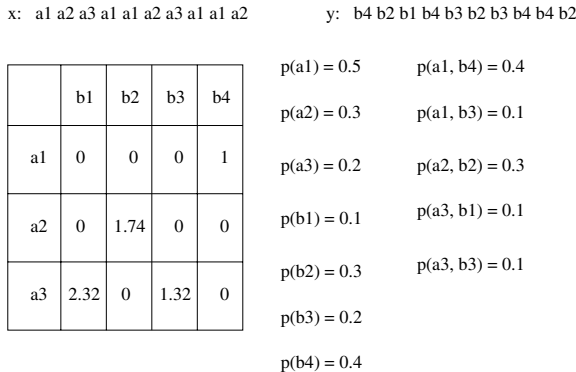 x: a1 a2 a3 a1 a1 a2 a3 a1 a1 a2
y: b4 b2 b1 b4 b3 b2 b3 b4 b4 b2
b1 b2 b3 b4
a1 0 0 0 1
a2 0 1.74 0 0
a3 2.32 0 1.32 0
p(a1) = 0.5
p(a2) = 0.3
p(a3) = 0.2
p(b1) = 0.1
p(b2) = 0.3
p(b3) = 0.2
p(b4) = 0.4
p(a1, b4) = 0.4
p(a1, b3) = 0.1
p(a2, b2) = 0.3
p(a3, b1) = 0.1
p(a3, b3) = 0.1